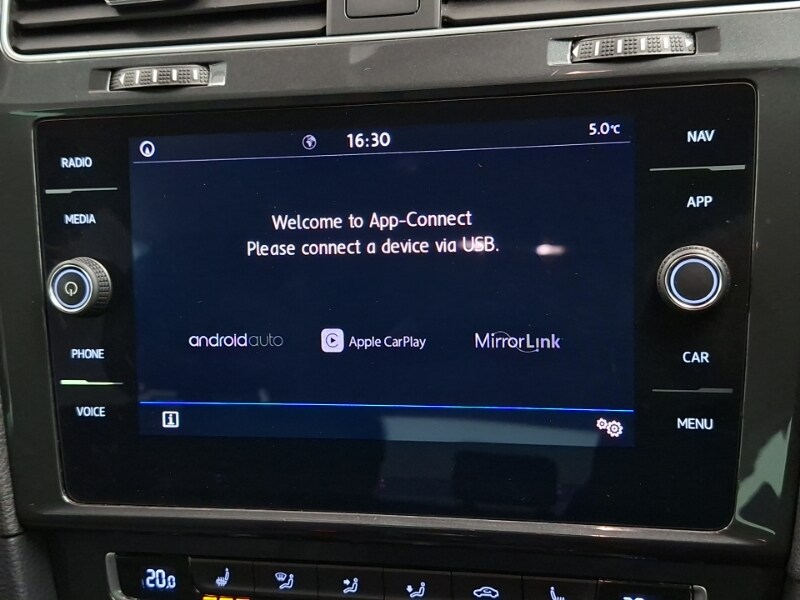 16:30
5.0°C
RADIO
MEDIA
PHONE
VOICE
Welcome to App-Connect
Please connect a device via USB.
androidauto
Apple CarPlay
MirrorLink
i
NAV
APP
CAR
MENU
20.0